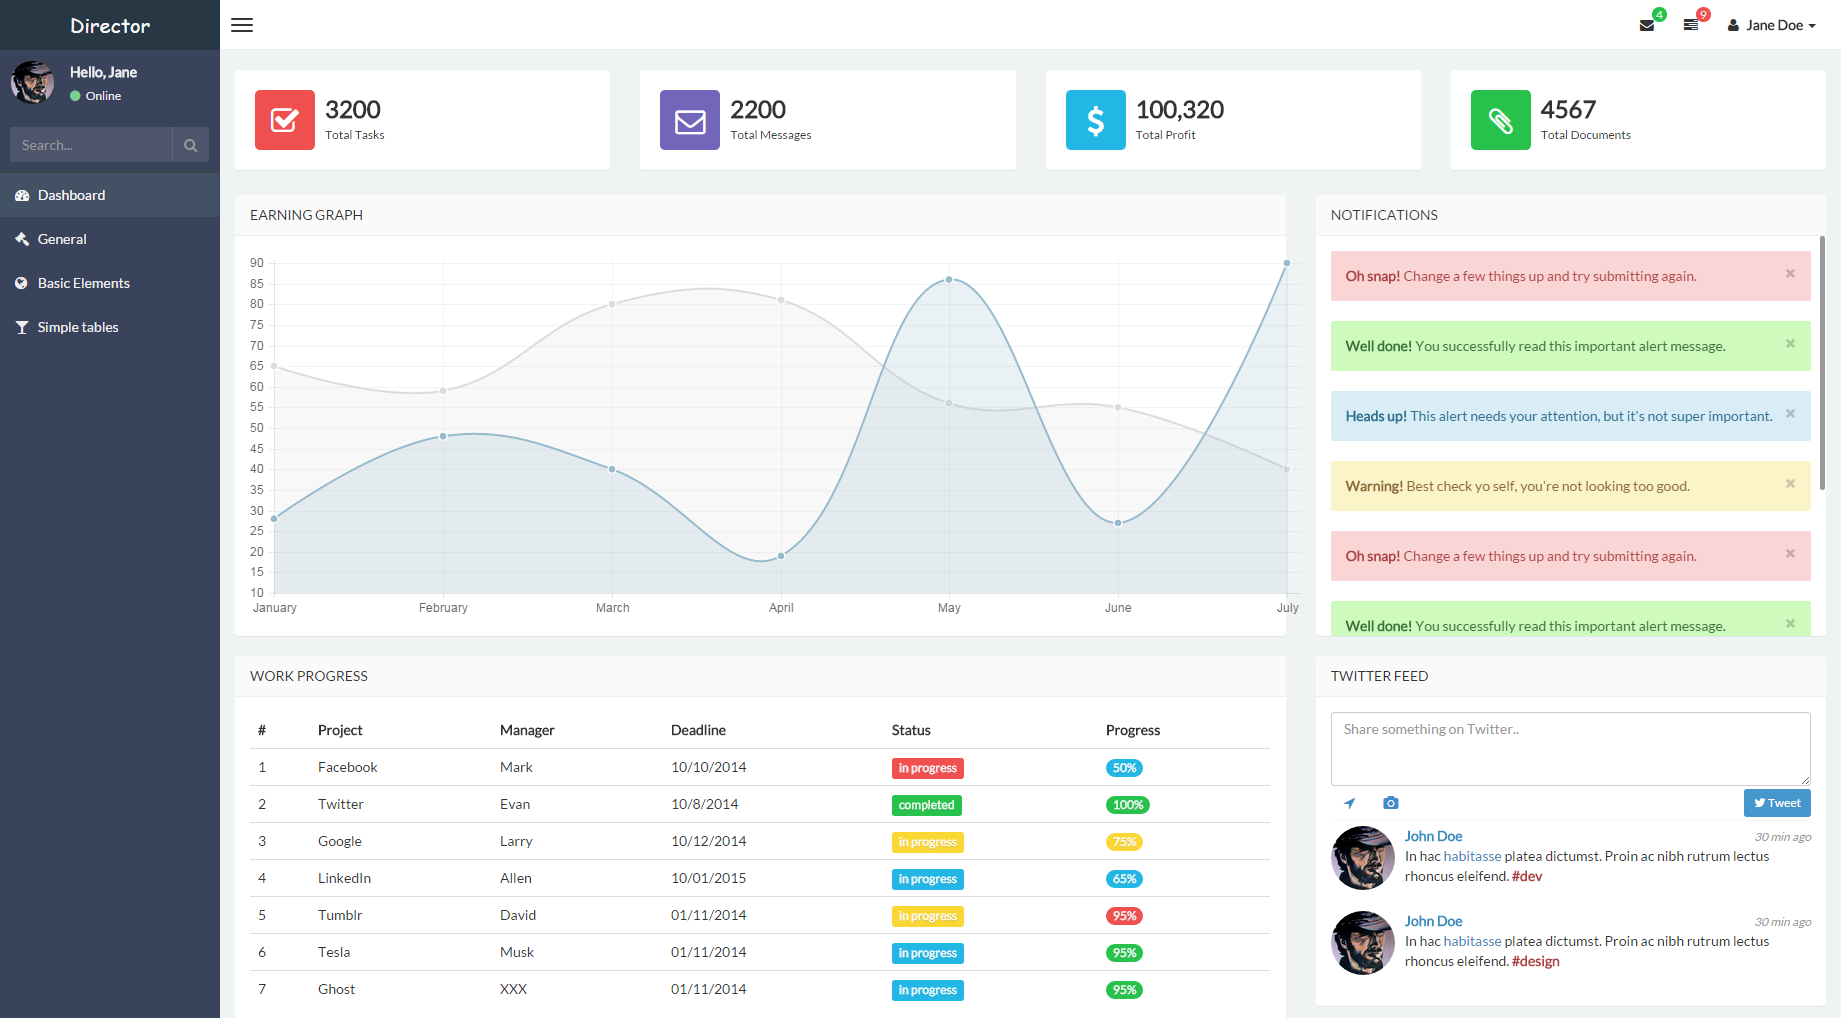 Director
4
9
Jane Doe
Hello, Jane
Online
Search...
Dashboard
General
Basic Elements
Simple tables
3200
Total Tasks
2200
Total Messages
100,320
Total Profit
4567
Total Documents
EARNING GRAPH
90
85
80
75
70
65
60
55
50
45
40
35
30
25
20
15
10
January February March April May June July
NOTIFICATIONS
Oh snap! Change a few things up and try submitting again. ×
Well done! You successfully read this important alert message. ×
Heads up! This alert needs your attention, but it's not super important. ×
Warning! Best check yo self, you're not looking too good. ×
Oh snap! Change a few things up and try submitting again. ×
Well done! You successfully read this important alert message. ×
WORK PROGRESS
# Project Manager Deadline Status Progress
1 Facebook Mark 10/10/2014 in progress 50%
2 Twitter Evan 10/8/2014 completed 100%
3 Google Larry 10/12/2014 in progress 75%
4 LinkedIn Allen 10/01/2015 in progress 65%
5 Tumblr David 01/11/2014 in progress 95%
6 Tesla Musk 01/11/2014 in progress 95%
7 Ghost XXX 01/11/2014 in progress 95%
TWITTER FEED
Share something on Twitter..
Tweet
John Doe 30 min ago
In hac habitasse platea dictumst. Proin ac nibh rutrum lectus
rhoncus eleifend. #dev
John Doe 30 min ago
In hac habitasse platea dictumst. Proin ac nibh rutrum lectus
rhoncus eleifend. #design